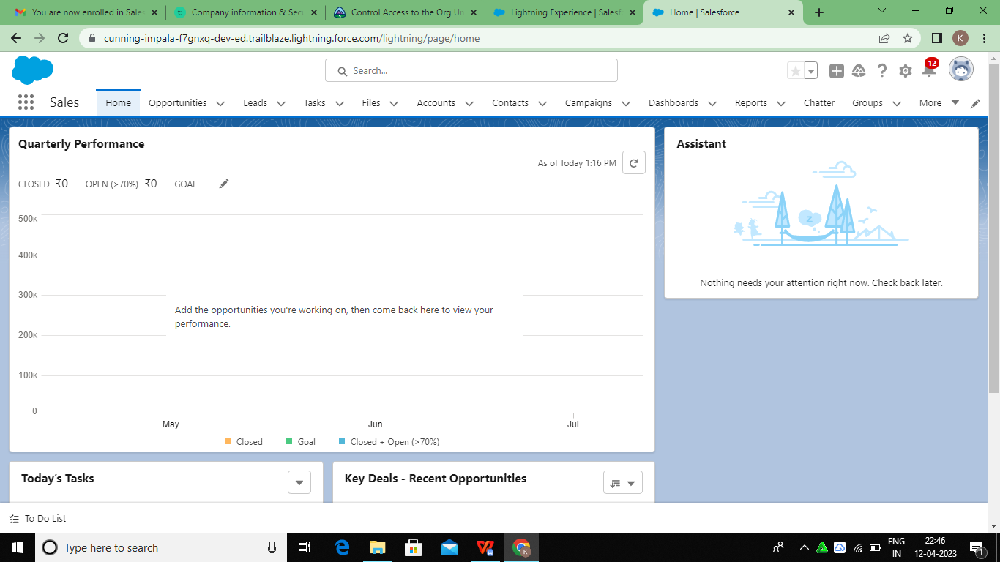 You are now enrolled in Sales
Company information & Secu
Control Access to the Org Un
Lightning Experience | Salesf
Home | Salesforce
cunning-impala-f7gnxq-dev-ed.trailblaze.lightning.force.com/lightning/page/home
K
Search...
12
Sales
Home Opportunities Leads Tasks Files Accounts Contacts Campaigns Dashboards Reports Chatter Groups More
Quarterly Performance
As of Today 1:16 PM
CLOSED ₹0 OPEN (>70%) ₹0 GOAL --
500K
400K
300K
200K
100K
0
Add the opportunities you're working on, then come back here to view your
performance.
May Jun Jul
Closed Goal Closed + Open (>70%)
Assistant
z
Nothing needs your attention right now. Check back later.
Today's Tasks
Key Deals - Recent Opportunities
To Do List
Type here to search
K
ENG
IN
22:46
12-04-2023
1